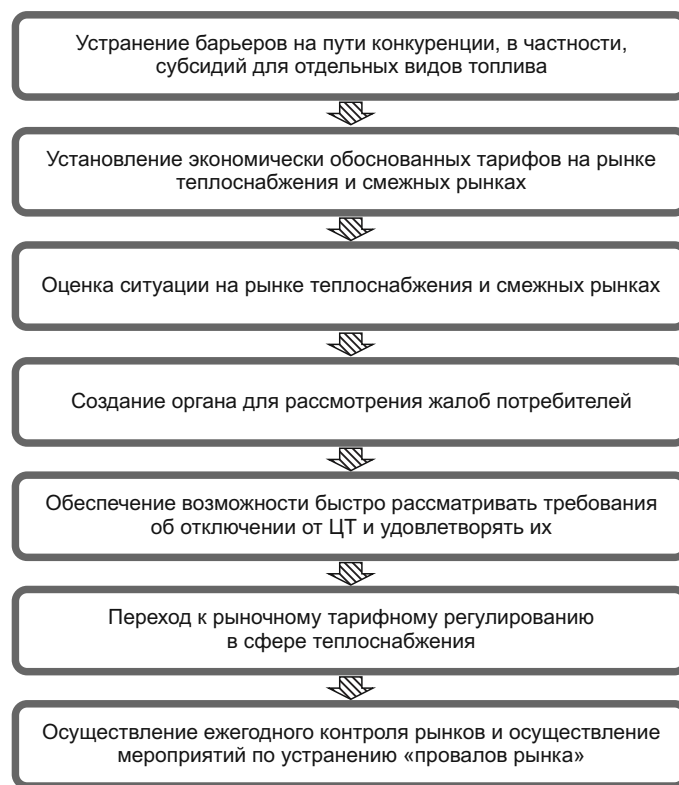 Устранение барьеров на пути конкуренции, в частности,
субсидий для отдельных видов топлива
Установление экономически обоснованных тарифов на рынке
теплоснабжения и смежных рынках
Оценка ситуации на рынке теплоснабжения и смежных рынках
Создание органа для рассмотрения жалоб потребителей
Обеспечение возможности быстро рассматривать требования
об отключении от ЦТ и удовлетворять их
Переход к рыночному тарифному регулированию
в сфере теплоснабжения
Осуществление ежегодного контроля рынков и осуществление
мероприятий по устранению «провалов рынка»